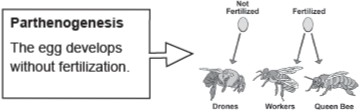 Parthenogenesis
The egg develops
without fertilization.
Not
Fertilized
Fertilized
Drones
Workers
Queen Bee